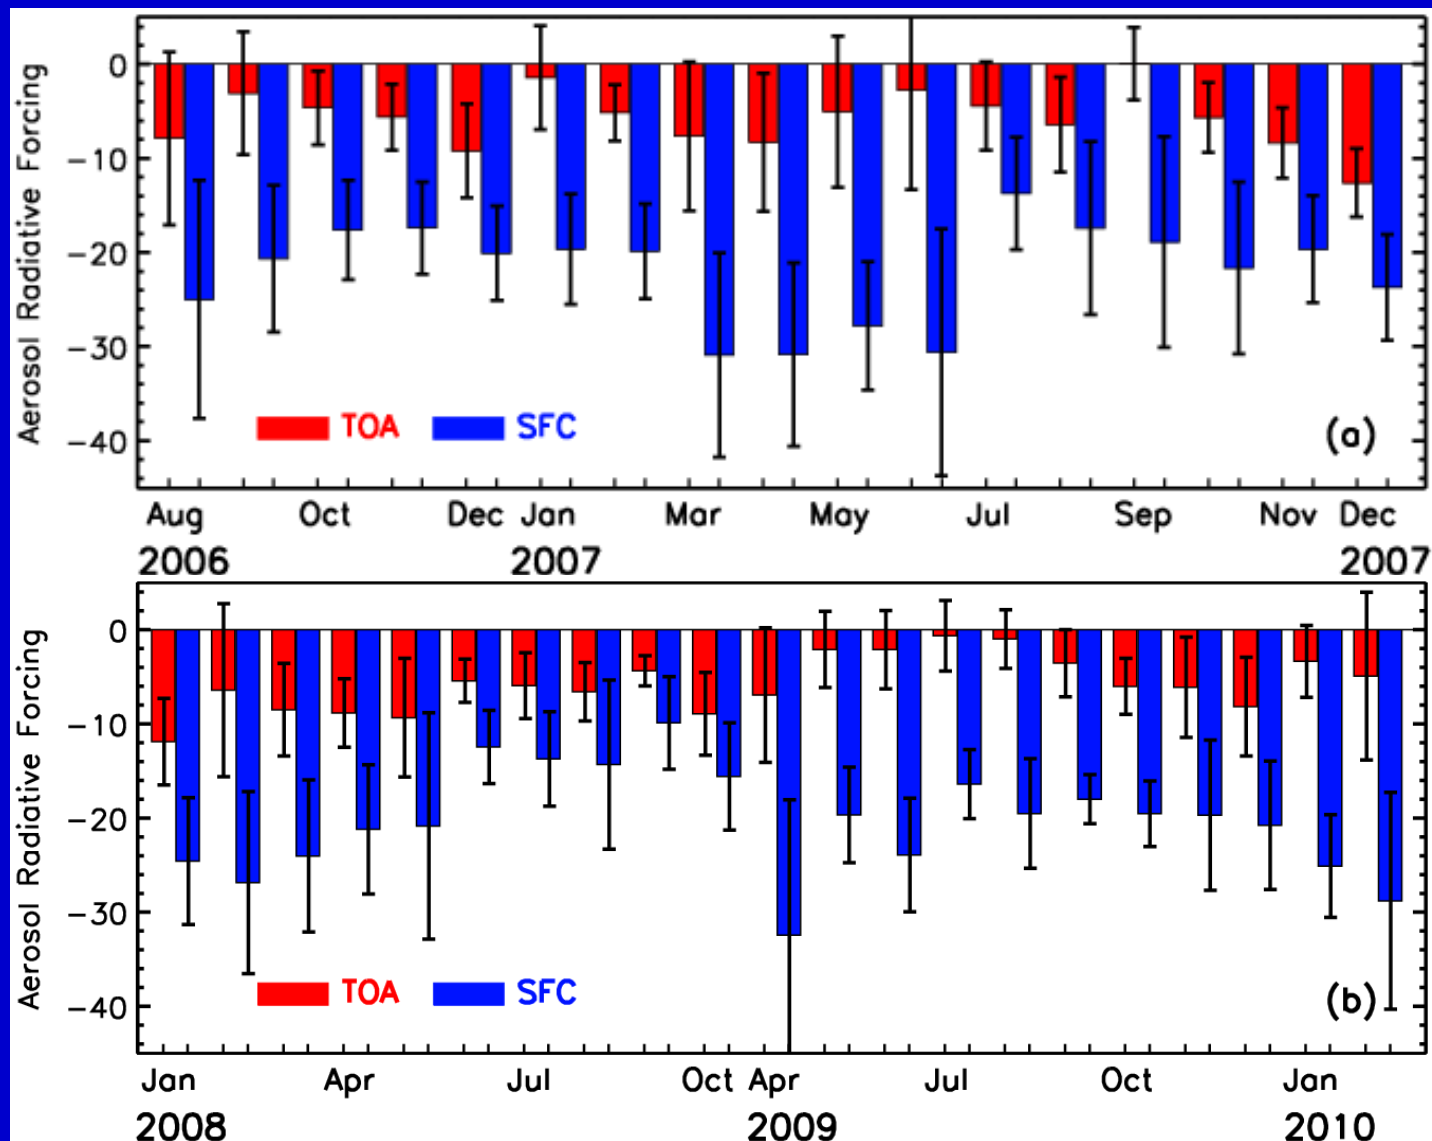 Aerosol Radiative Forcing
0
−10
−20
−30
−40
TOA SFC
(a)
Aug Oct Dec Jan Mar May Jul Sep Nov Dec
2006 2007 2007
Aerosol Radiative Forcing
0
−10
−20
−30
−40
TOA SFC
(b)
Jan Apr Jul Oct Apr Jul Oct Jan
2008 2009 2010